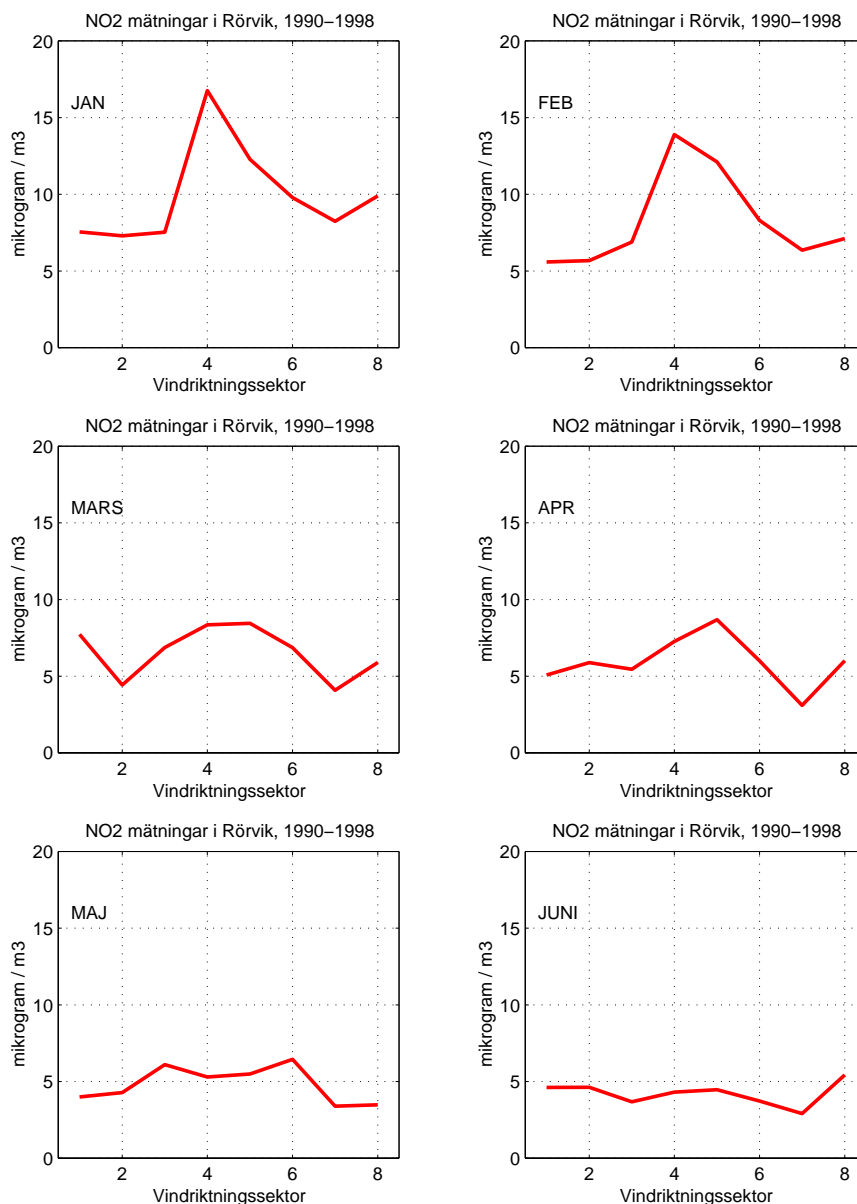 NO2 mätningar i Rörvik, 1990−1998
20
15
10
5
0
mikrogram / m3
JAN
2 4 6 8
Vindriktningssektor
NO2 mätningar i Rörvik, 1990−1998
20
15
10
5
0
mikrogram / m3
FEB
2 4 6 8
Vindriktningssektor
NO2 mätningar i Rörvik, 1990−1998
20
15
10
5
0
mikrogram / m3
MARS
2 4 6 8
Vindriktningssektor
NO2 mätningar i Rörvik, 1990−1998
20
15
10
5
0
mikrogram / m3
APR
2 4 6 8
Vindriktningssektor
NO2 mätningar i Rörvik, 1990−1998
20
15
10
5
0
mikrogram / m3
MAJ
2 4 6 8
Vindriktningssektor
NO2 mätningar i Rörvik, 1990−1998
20
15
10
5
0
mikrogram / m3
JUNI
2 4 6 8
Vindriktningssektor